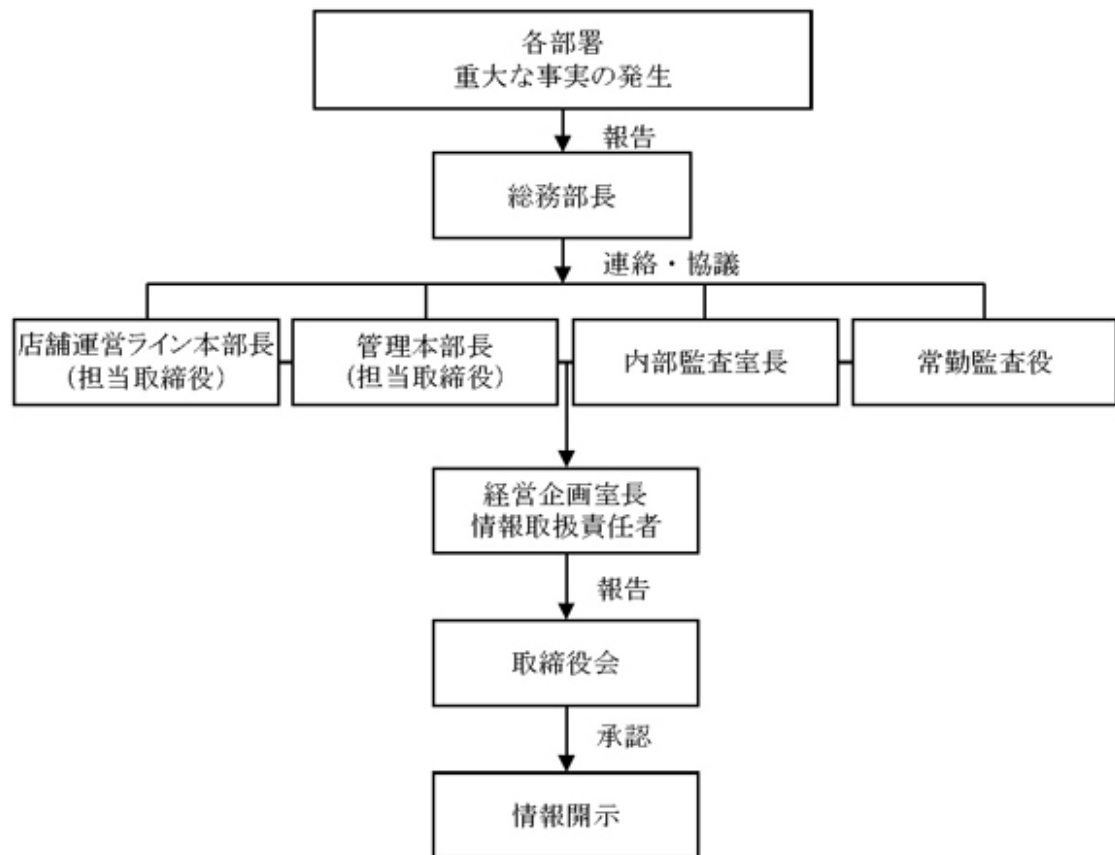 各部署
重大な事実の発生
報告
総務部長
連絡・協議
店舗運営ライン本部長
(担当取締役)
管理本部長
(担当取締役)
内部監査室長
常勤監査役
経営企画室長
情報取扱責任者
報告
取締役会
承認
情報開示